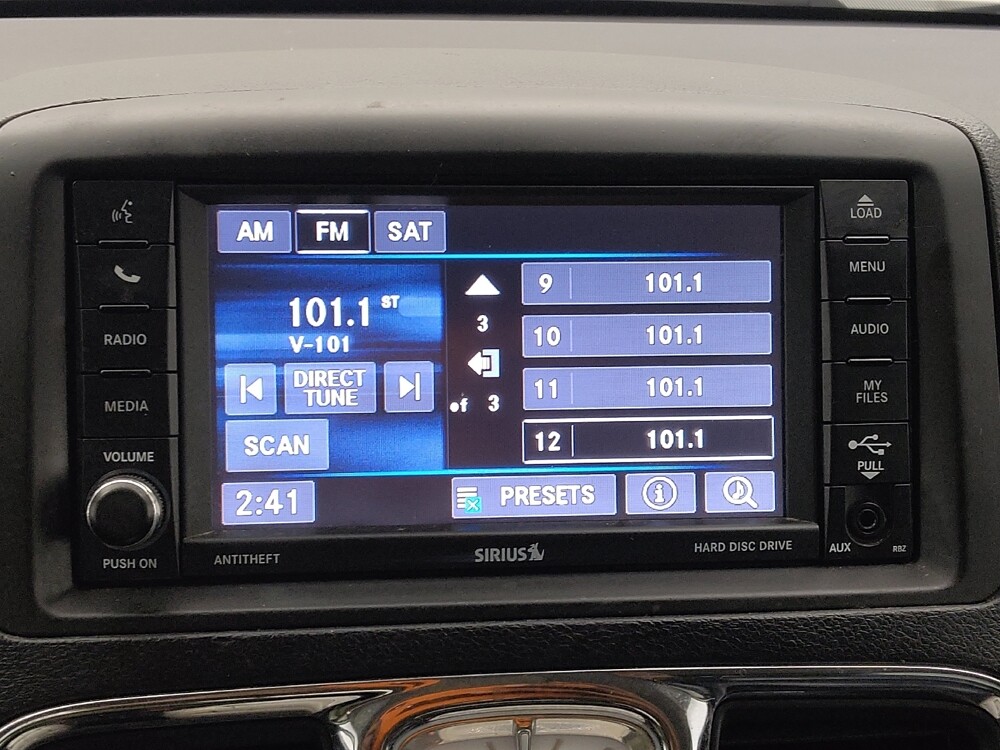 AM FM SAT
101.1 ST
V-101
DIRECT
TUNE
SCAN
2:41
3
of 3
9 101.1
10 101.1
11 101.1
12 101.1
PRESETS
RADIO
MEDIA
VOLUME
PUSH ON
ANTITHEFT
SIRIUS
HARD DISC DRIVE
LOAD
MENU
AUDIO
MY
FILES
PULL
AUX
RBZ